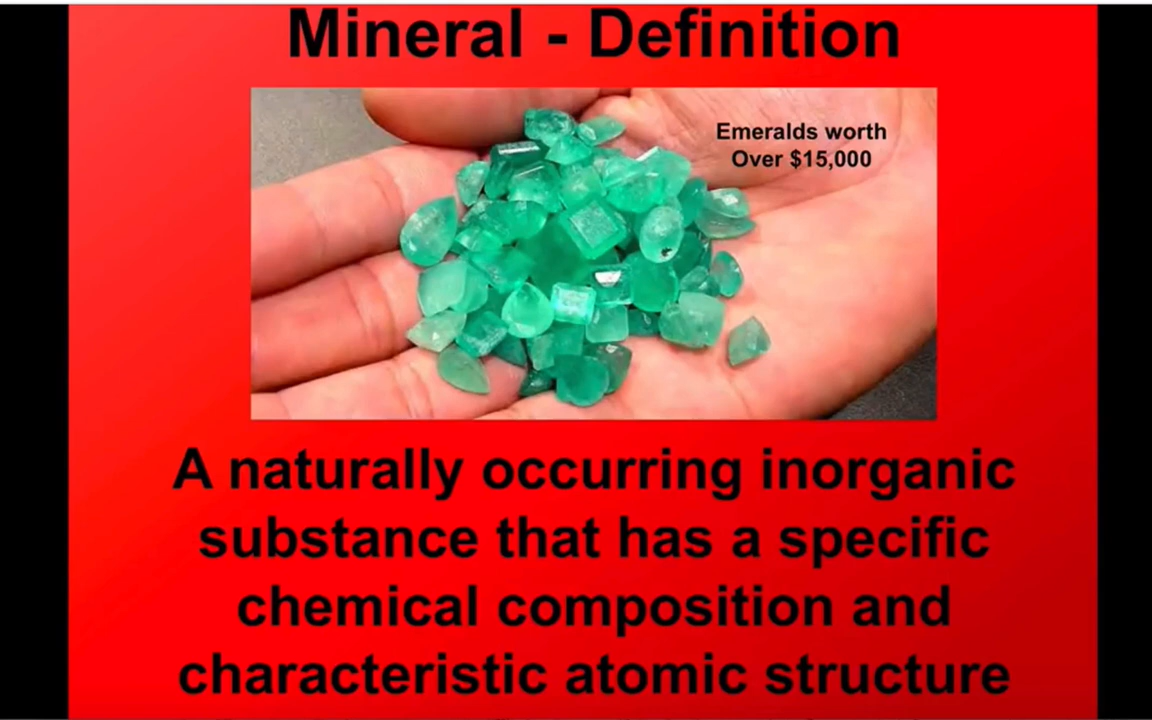 Mineral - Definition
Emeralds worth
Over $15,000
A naturally occurring inorganic
substance that has a specific
chemical composition and
characteristic atomic structure